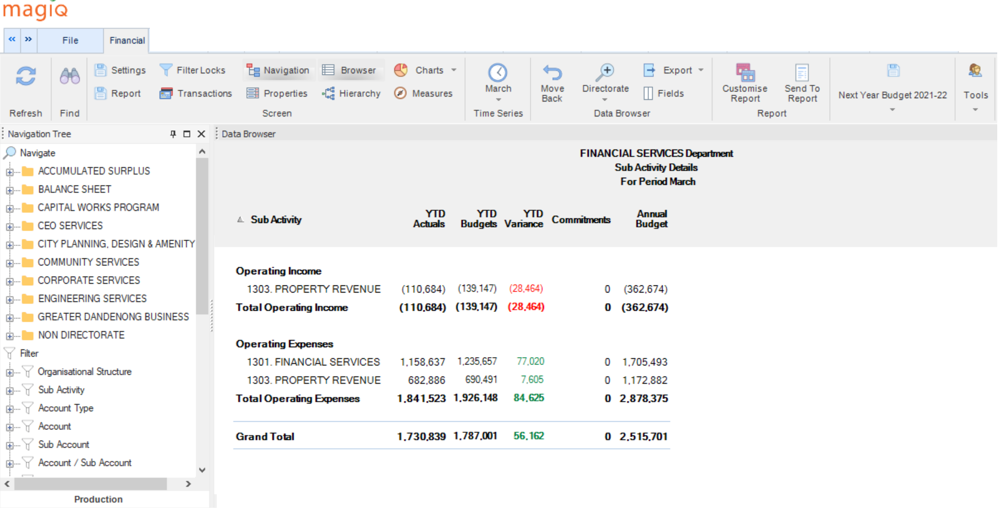 magiq
« » File Financial
Settings Filter Locks Navigation Browser Charts Export
March Move Back Directorate Customise Report Send To Report
Report Transactions Properties Hierarchy Measures Fields Next Year Budget 2021-22 Tools
Refresh Find Screen Time Series Data Browser Report
Navigation Tree
Navigate
ACCUMULATED SURPLUS
BALANCE SHEET
CAPITAL WORKS PROGRAM
CEO SERVICES
CITY PLANNING, DESIGN & AMENITY
COMMUNITY SERVICES
CORPORATE SERVICES
ENGINEERING SERVICES
GREATER DANDENONG BUSINESS
NON DIRECTORATE
Filter
Organisational Structure
Sub Activity
Account Type
Account
Sub Account
Account / Sub Account
Production
Data Browser
FINANCIAL SERVICES Department
Sub Activity Details
For Period March
Sub Activity YTD Actuals YTD Budgets YTD Variance Commitments Annual Budget
Operating Income
1303. PROPERTY REVENUE (110,684) (139,147) (28,464) 0 (362,674)
Total Operating Income (110,684) (139,147) (28,464) 0 (362,674)
Operating Expenses
1301. FINANCIAL SERVICES 1,158,637 1,235,657 77,020 0 1,705,493
1303. PROPERTY REVENUE 682,886 690,491 7,605 0 1,172,882
Total Operating Expenses 1,841,523 1,926,148 84,625 0 2,878,375
Grand Total 1,730,839 1,787,001 56,162 0 2,515,701